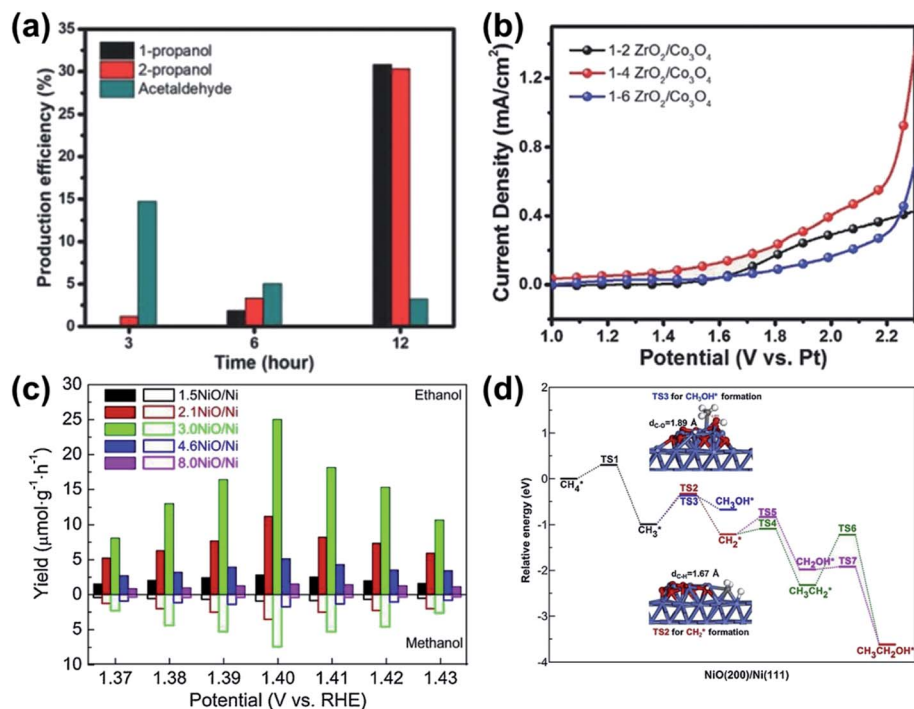 (a)
35
30
25
20
15
10
5
0
Production efficiency (%)
1-propanol
2-propanol
Acetaldehyde
3
6
12
Time (hour)
(b)
1.2
0.8
0.4
0.0
Current Density (mA/cm²)
1-2 ZrO₂/Co₃O₄
1-4 ZrO₂/Co₃O₄
1-6 ZrO₂/Co₃O₄
1.0 1.2 1.4 1.6 1.8 2.0 2.2
Potential (V vs. Pt)
(c)
30
25
20
15
10
5
0
5
10
Yield (μmol·g⁻¹·h⁻¹)
1.5NiO/Ni
2.1NiO/Ni
3.0NiO/Ni
4.6NiO/Ni
8.0NiO/Ni
Ethanol
Methanol
1.37 1.38 1.39 1.40 1.41 1.42 1.43
Potential (V vs. RHE)
(d)
2
1
0
-1
-2
-3
-4
Relative energy (eV)
TS3 for CH₃OH* formation
d_C-O=1.89 Å
CH₄*
TS1
CH₃*
TS2
TS3
CH₃OH*
CH₂*
TS5
TS4
CH₂OH*
CH₃CH₂*
TS6
TS7
CH₃CH₂OH*
d_C-H=1.67 Å
TS2 for CH₂* formation
NiO(200)/Ni(111)